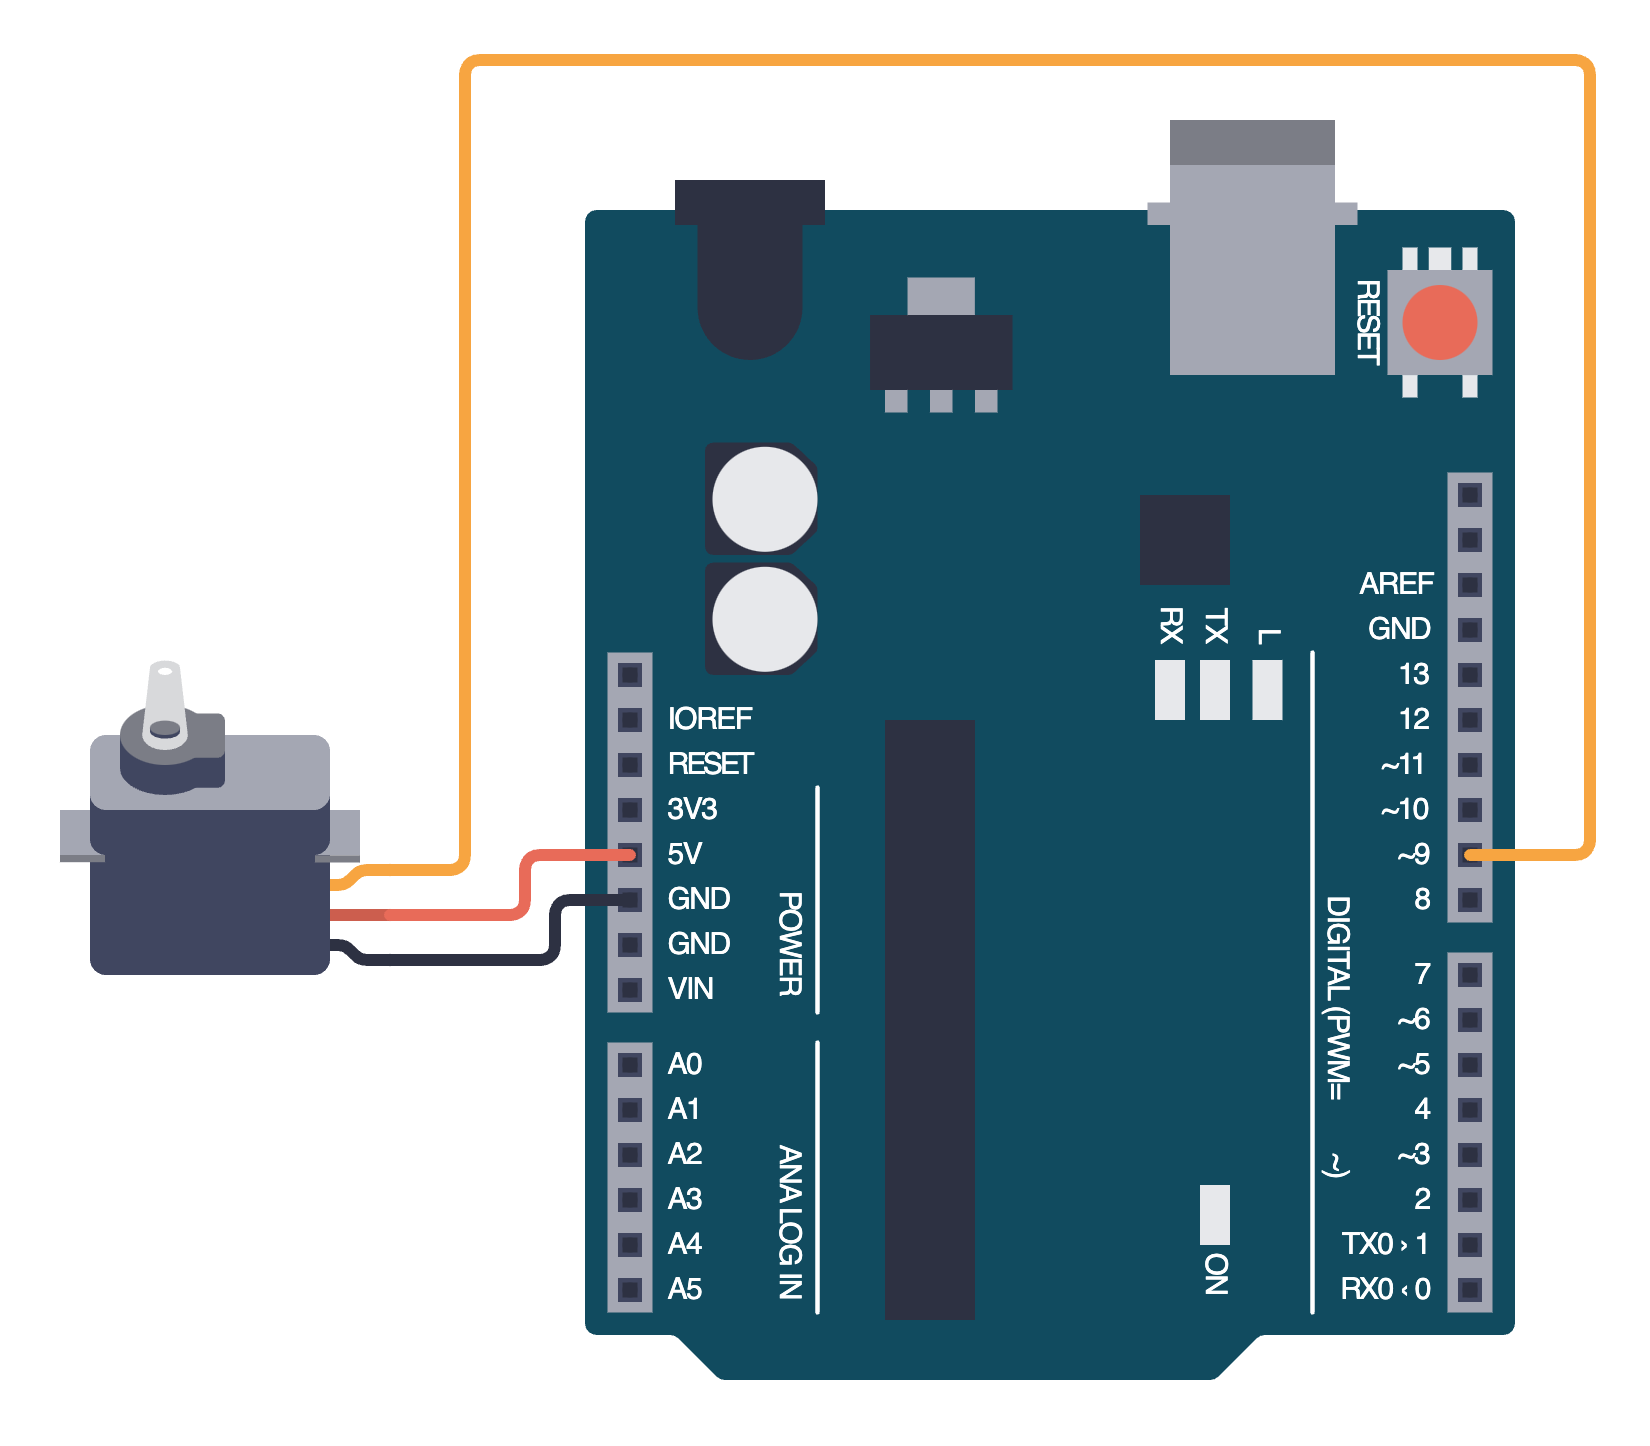 RESET
RX
TX
L
IOREF
RESET
3V3
5V
GND
GND
VIN
POWER
A0
A1
A2
A3
A4
A5
ANALOG IN
AREF
GND
13
12
~11
~10
~9
8
7
~6
~5
4
~3
2
TX0 › 1
RX0 ‹ 0
DIGITAL (PWM= ~)
ON